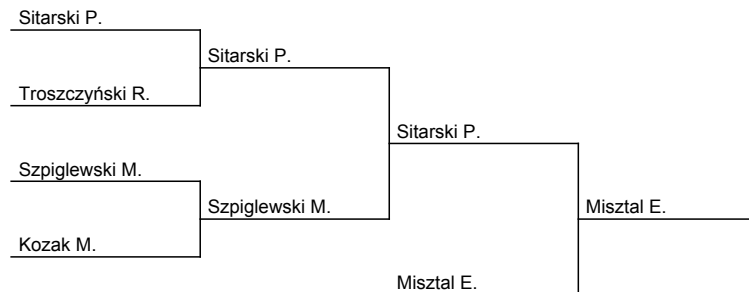 Sitarski P.
Sitarski P.
Troszczyński R.
Sitarski P.
Szpiglewski M.
Szpiglewski M.
Misztal E.
Kozak M.
Misztal E.